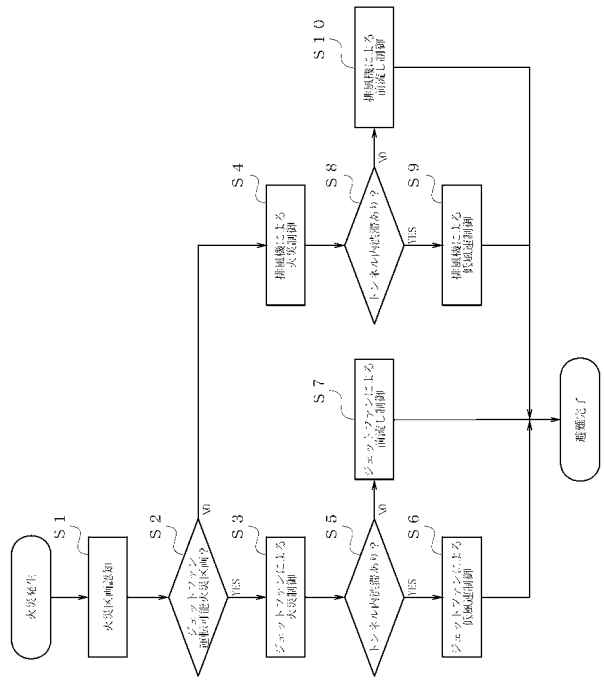 火災発生
S1
火災区画認知
S2
ジェットファン
運転可能火災区画?
YES
NO
S3
ジェットファンによる
火災制御
S4
排風機による
火災制御
S5
トンネル内渋滞あり?
YES
NO
S6
ジェットファンによる
低風速制御
S7
ジェットファンによる
前流し制御
S8
トンネル内渋滞あり?
YES
NO
S9
排風機による
低風速制御
S10
排風機による
前流し制御
避難完了